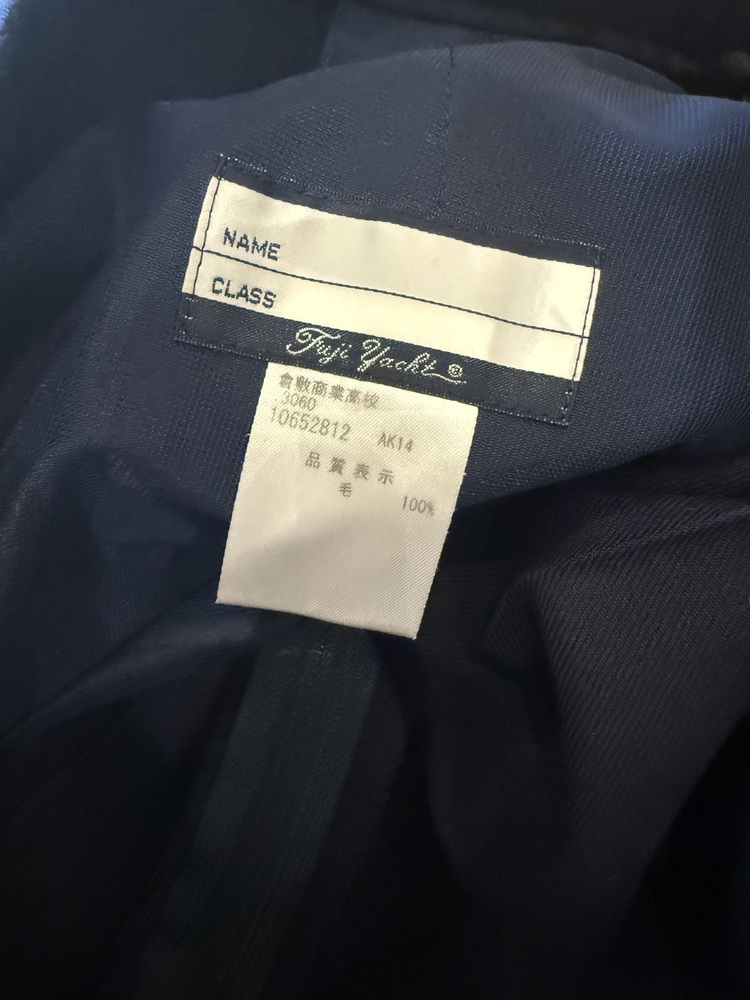 NAME
CLASS
Fuji Yacht®
倉敷商業高校
3060
10652812 AK14
品質表示
毛 100%